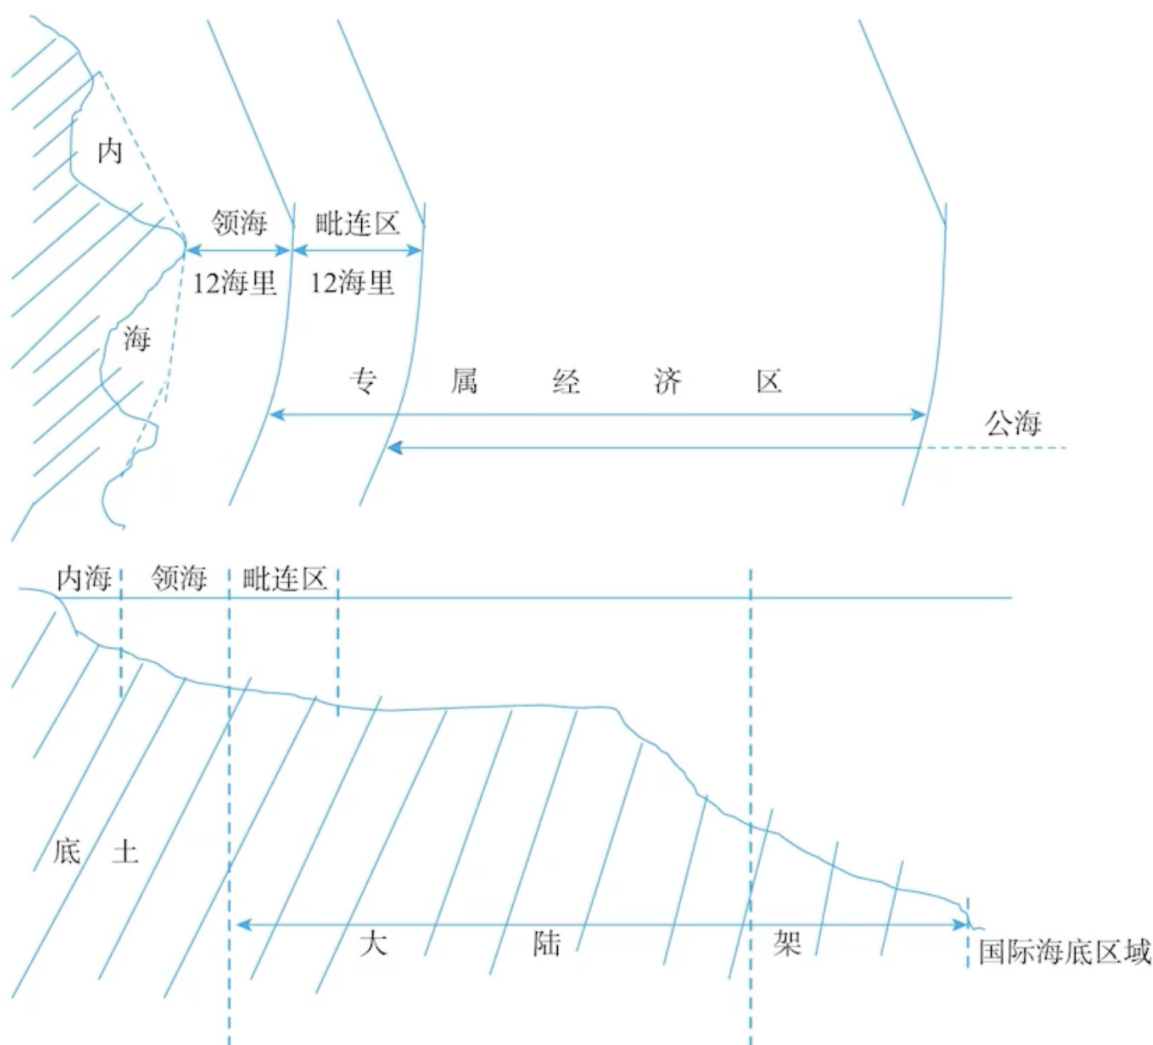 内
领海 毗连区
12海里 12海里
海
专属经济区
公海
内海 领海 毗连区
底土
大陆架
国际海底区域